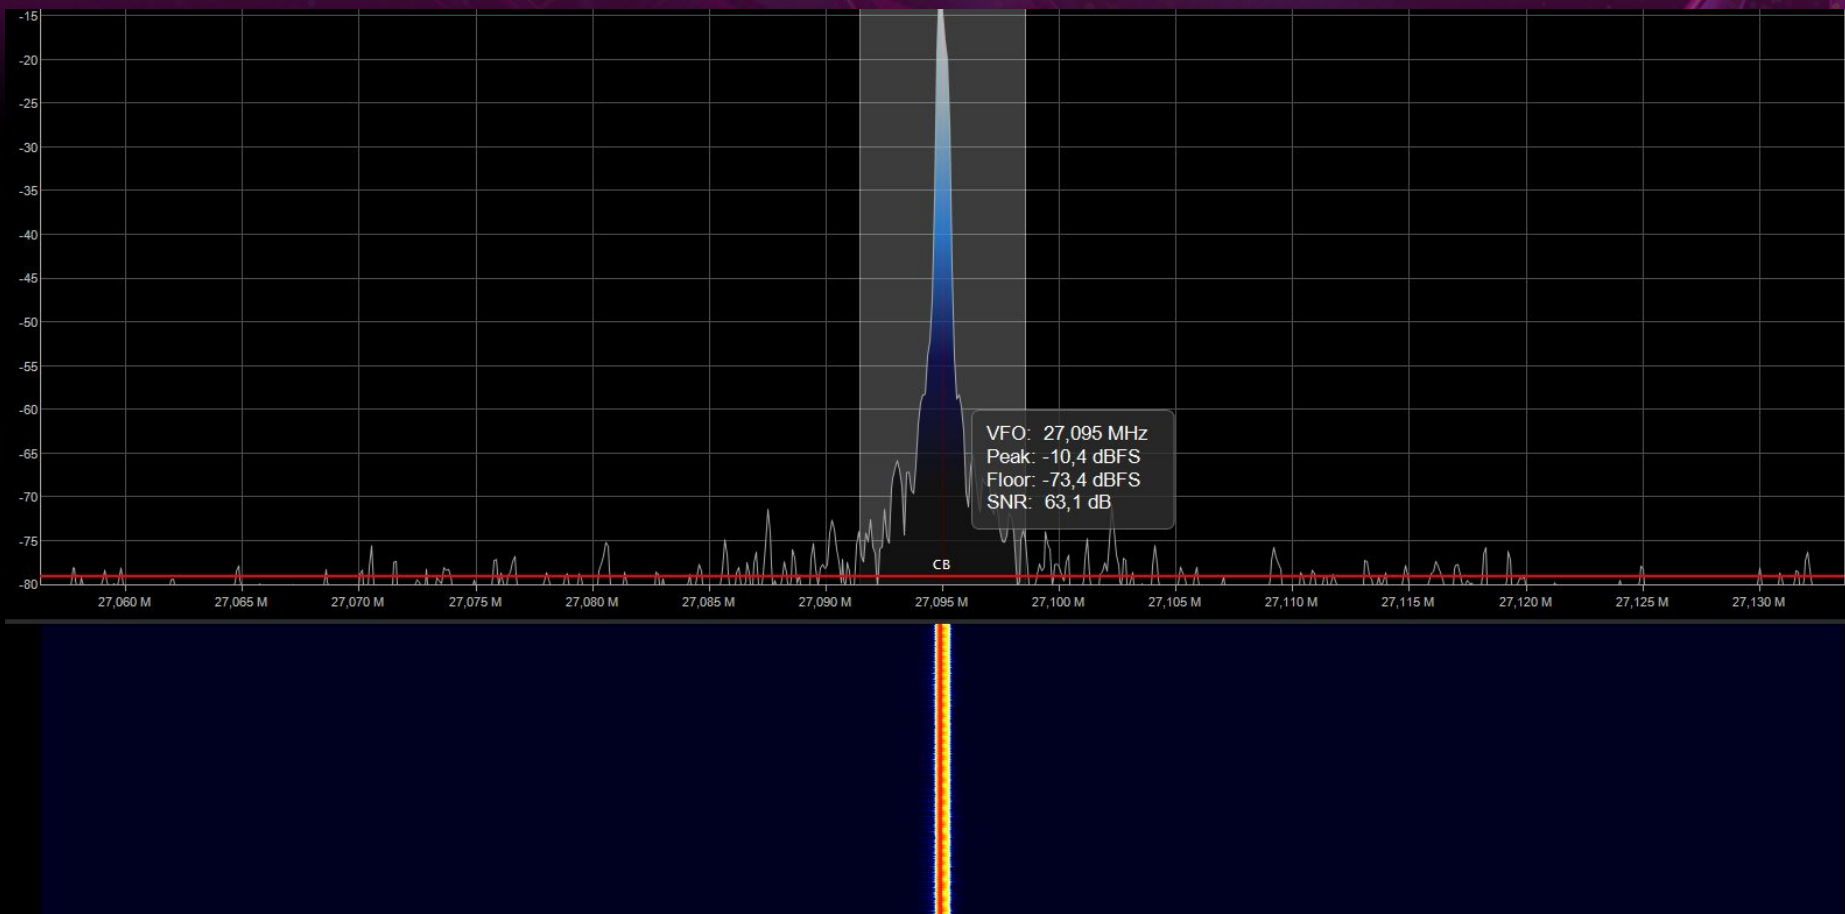 -15
-20
-25
-30
-35
-40
-45
-50
-55
-60
-65
-70
-75
-80
VFO: 27,095 MHz
Peak: -10,4 dBFS
Floor: -73,4 dBFS
SNR: 63,1 dB
CB
27,060 M 27,065 M 27,070 M 27,075 M 27,080 M 27,085 M 27,090 M 27,095 M 27,100 M 27,105 M 27,110 M 27,115 M 27,120 M 27,125 M 27,130 M